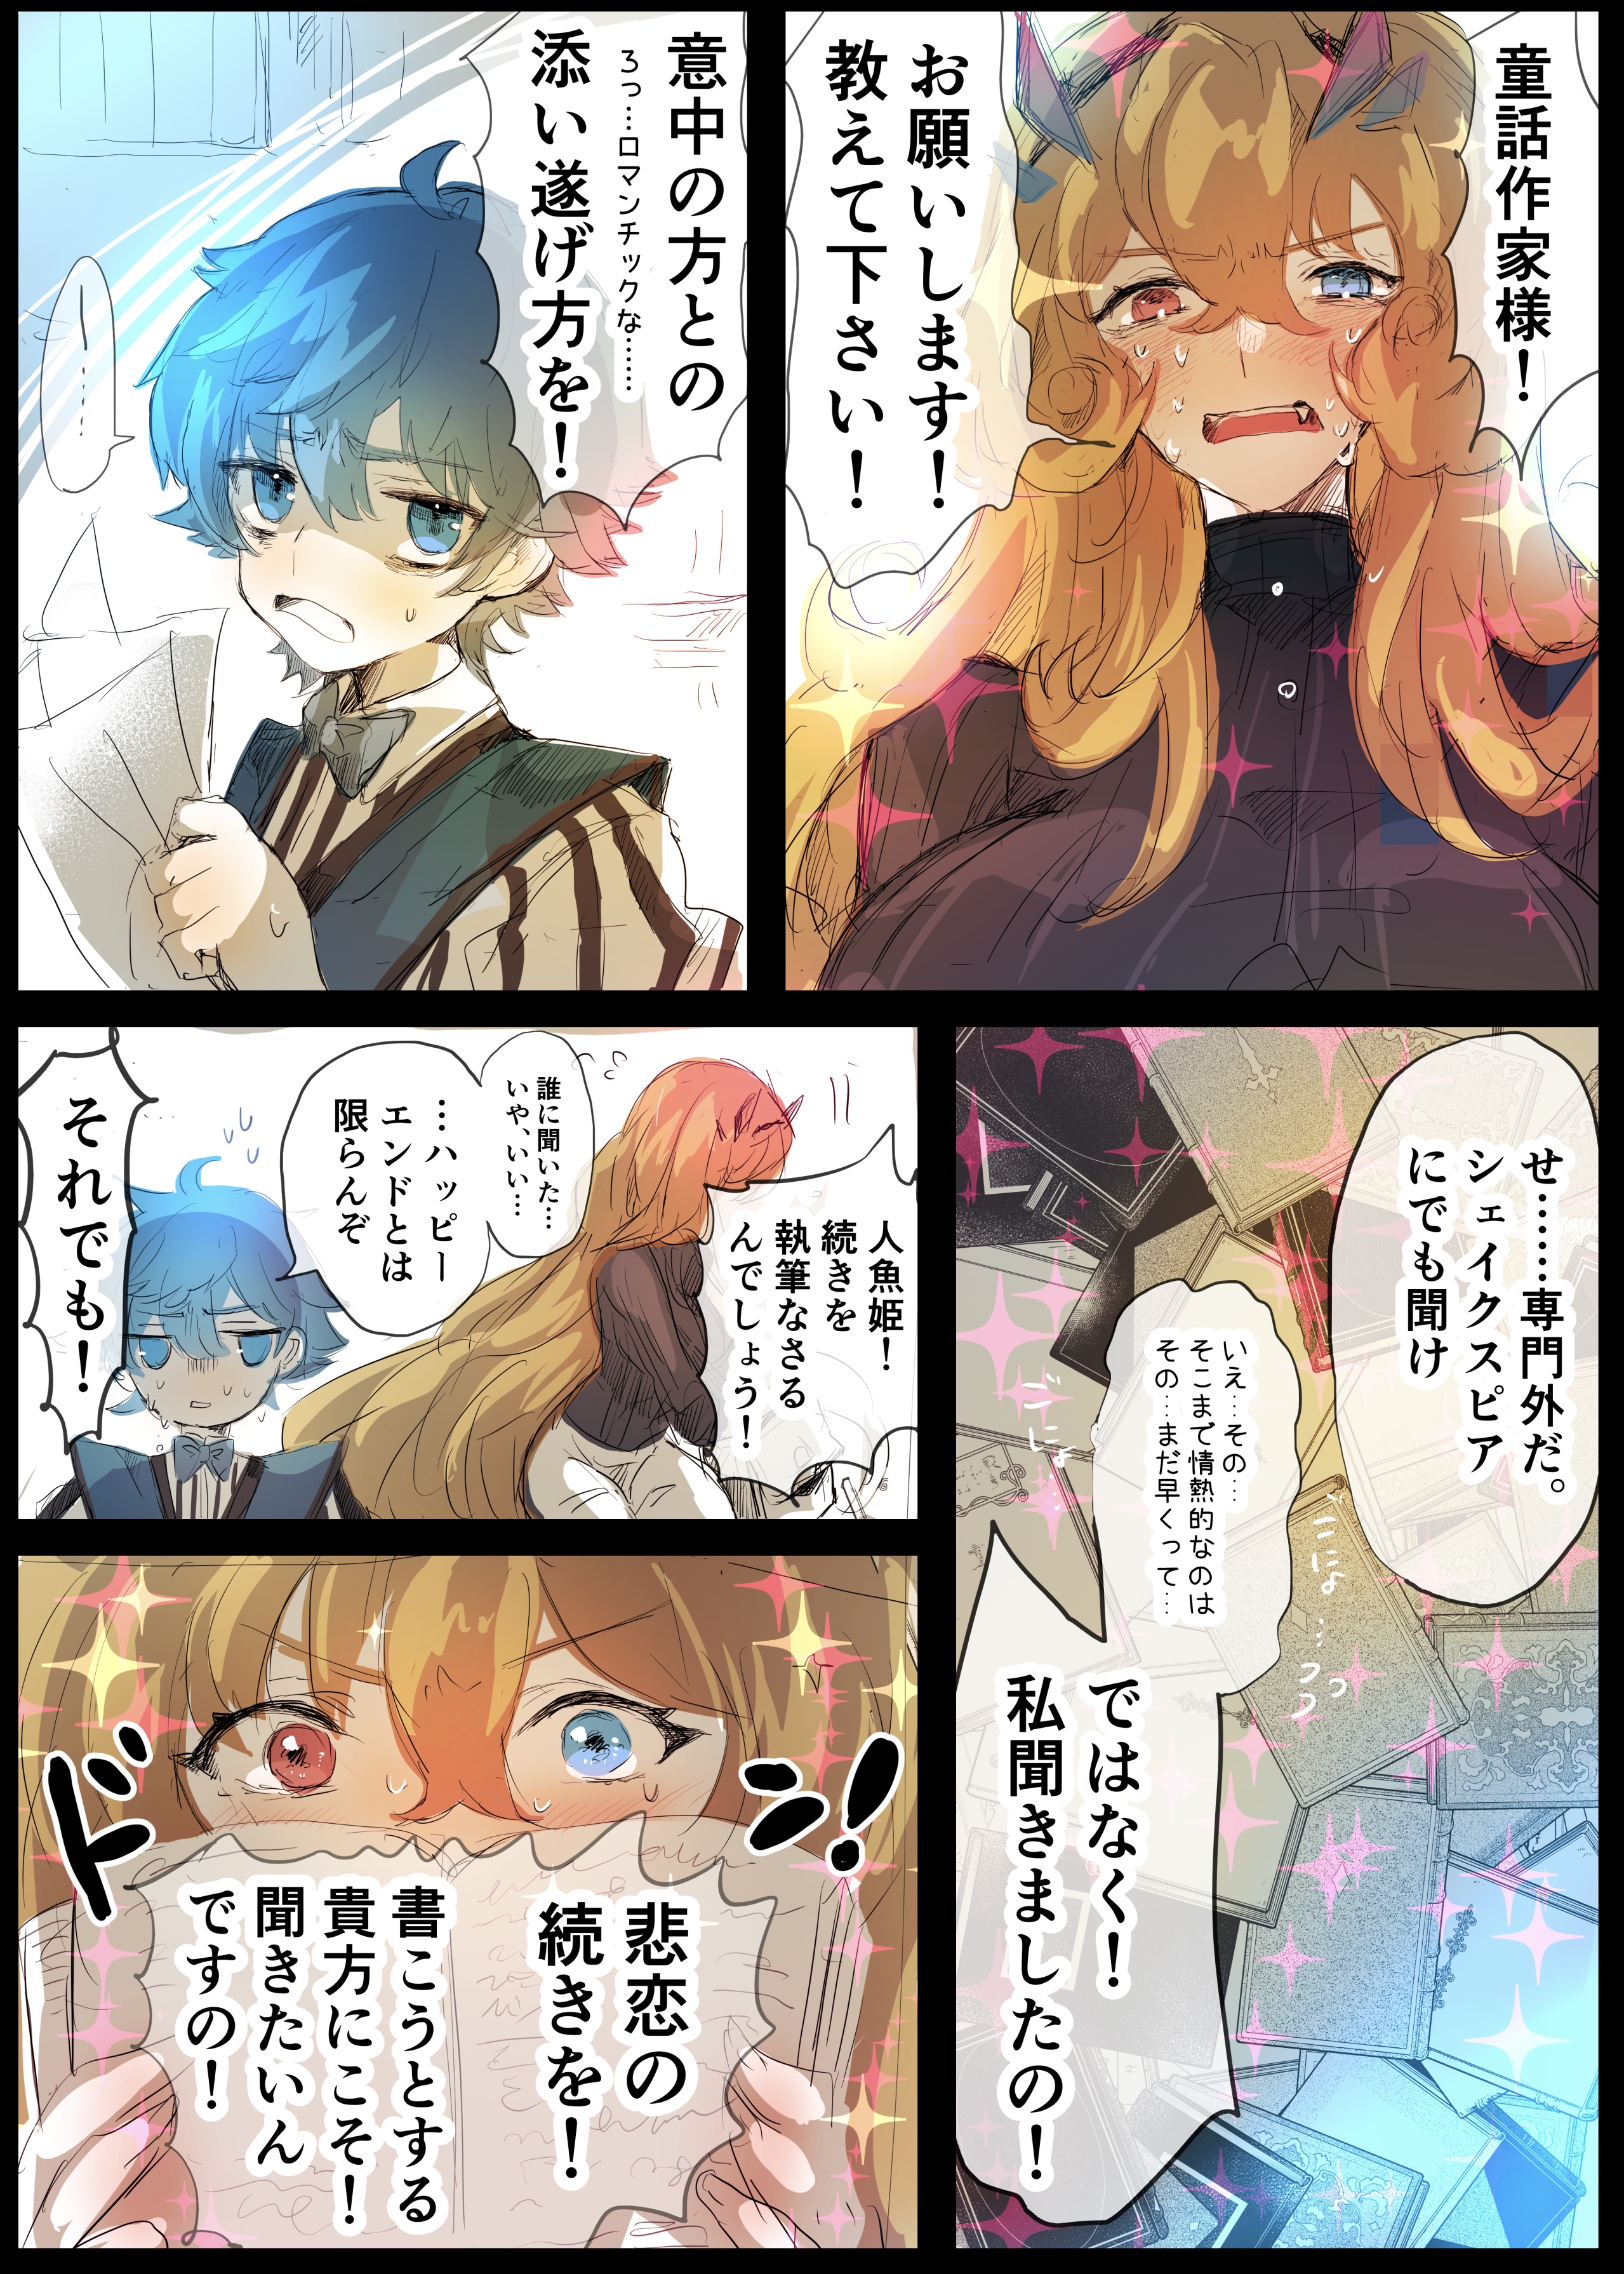 童話作家様！
お願いします！
教えて下さい！
意中の方との
ろっ…ロマンチックな……
添い遂げ方を！
…‥
せ……専門外だ。
シェイクスピア
にでも聞け
いえ…その…
そこまで情熱的なのは
その…まだ早くって…
ごにょ…
ごにょ…っっ
ではなく！
私聞きましたの！
人魚姫！
続きを
執筆なさる
んでしょう！
誰に聞いた…
いや、いい…
…ハッピー
エンドとは
限らんぞ
それでも！
悲恋の
続きを！
書こうとする
貴方にこそ！
聞きたいん
ですの！
ドン！